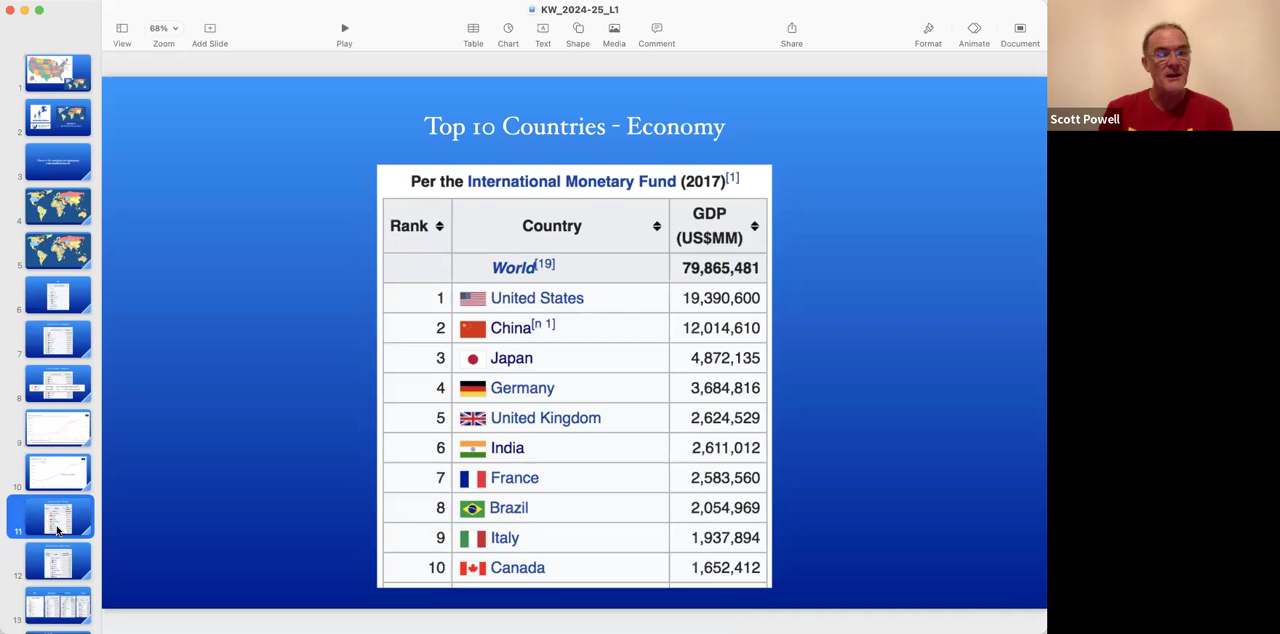 KW_2024-25_L1
68%
View
Zoom
Add Slide
Play
Table
Chart
Text
Shape
Media
Comment
Share
Format
Animate
Document
Scott Powell
Top 10 Countries - Economy
Per the International Monetary Fund (2017)[1]
Rank Country GDP
(US$MM)
World[19] 79,865,481
1 United States 19,390,600
2 China[n 1] 12,014,610
3 Japan 4,872,135
4 Germany 3,684,816
5 United Kingdom 2,624,529
6 India 2,611,012
7 France 2,583,560
8 Brazil 2,054,969
9 Italy 1,937,894
10 Canada 1,652,412
1
2
3
4
5
6
7
8
9
10
11
12
13